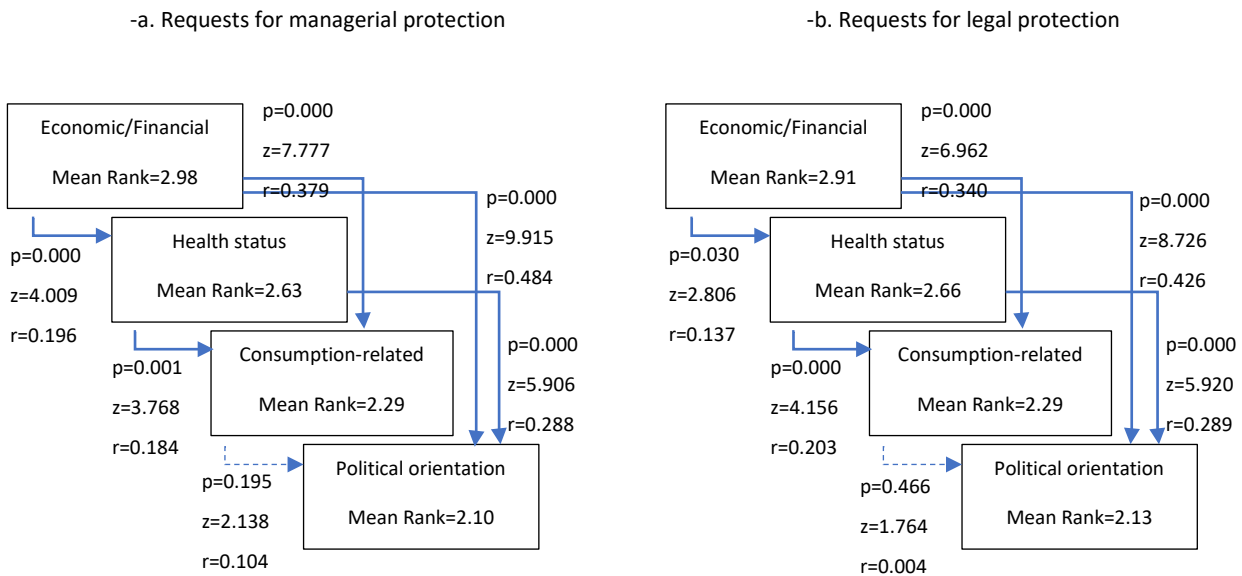 -a. Requests for managerial protection
Economic/Financial
Mean Rank=2.98
p=0.000
z=7.777
r=0.379
p=0.000
z=9.915
r=0.484
Health status
Mean Rank=2.63
p=0.000
z=4.009
r=0.196
Consumption-related
Mean Rank=2.29
p=0.000
z=5.906
r=0.288
p=0.001
z=3.768
r=0.184
Political orientation
Mean Rank=2.10
p=0.195
z=2.138
r=0.104
-b. Requests for legal protection
Economic/Financial
Mean Rank=2.91
p=0.000
z=6.962
r=0.340
p=0.000
z=8.726
r=0.426
Health status
Mean Rank=2.66
p=0.030
z=2.806
r=0.137
Consumption-related
Mean Rank=2.29
p=0.000
z=5.920
r=0.289
p=0.000
z=4.156
r=0.203
Political orientation
Mean Rank=2.13
p=0.466
z=1.764
r=0.004